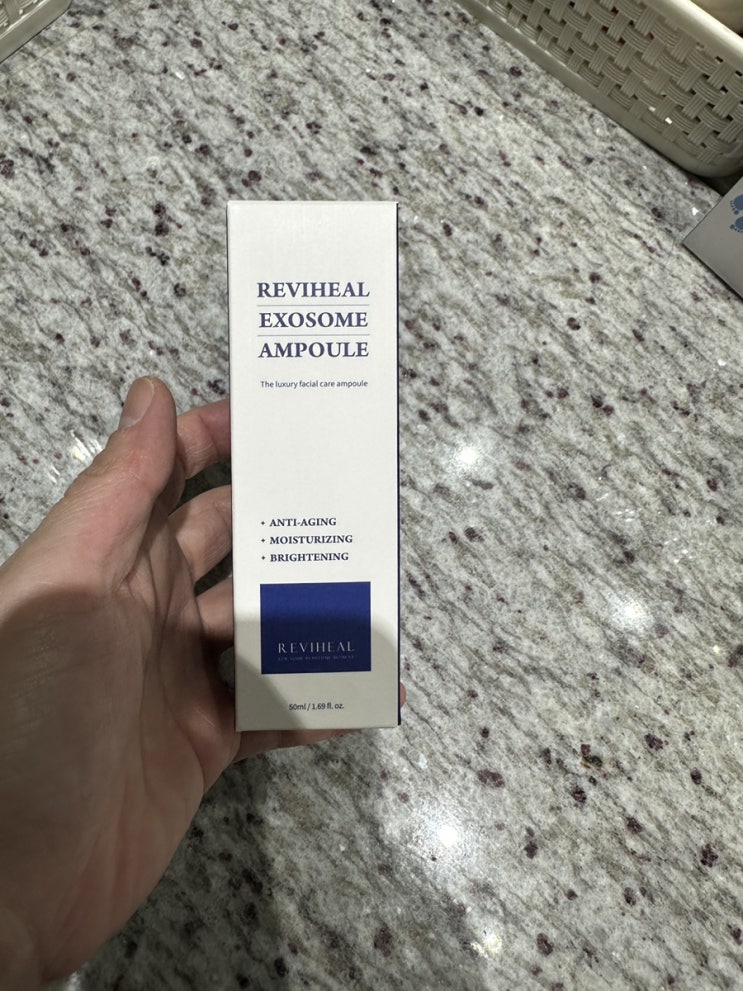 REVIHEAL
EXOSOME
AMPOULE
The luxury facial care ampoule
+ ANTI-AGING
+ MOISTURIZING
+ BRIGHTENING
REVIHEAL
50ml / 1.69 fl. oz.